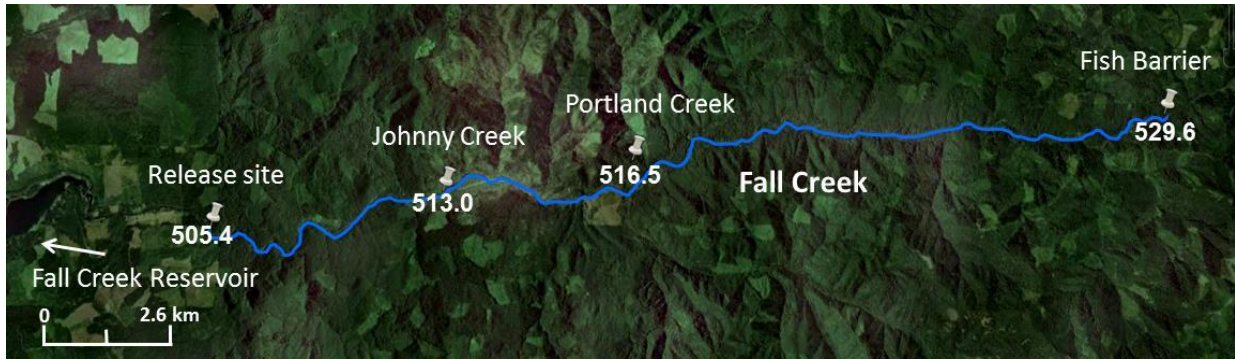 Fish Barrier
529.6
Portland Creek
516.5
Johnny Creek
513.0
Fall Creek
Release site
505.4
Fall Creek Reservoir
0 2.6 km